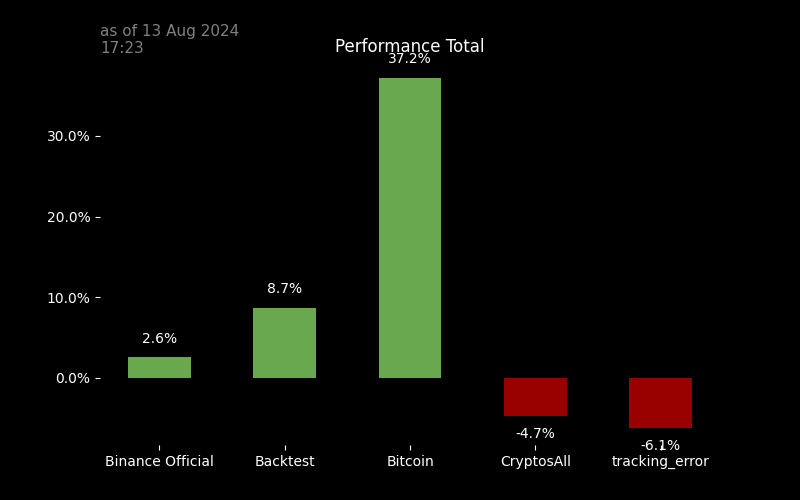 as of 13 Aug 2024
17:23
Performance Total
37.2%
30.0%
20.0%
8.7%
10.0%
2.6%
0.0%
-4.7%
-6.1%
Binance Official
Backtest
Bitcoin
CryptosAll
tracking_error